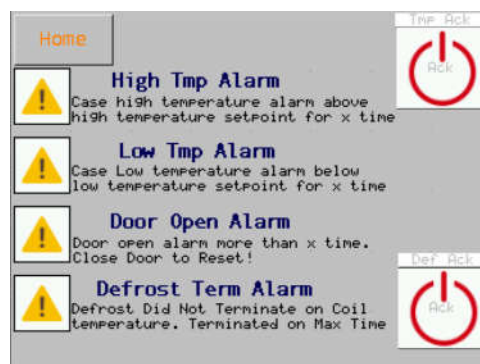 Tmp Ack
Home
Ack
High Tmp Alarm
Case high temperature alarm above
high temperature setpoint for x time
Low Tmp Alarm
Case Low temperature alarm below
low temperature setpoint for x time
Door Open Alarm
Door open alarm more than x time.
Close Door to Reset!
Def Ack
Defrost Term Alarm
Ack
Defrost Did Not Terminate on Coil
temperature. Terminated on Max Time